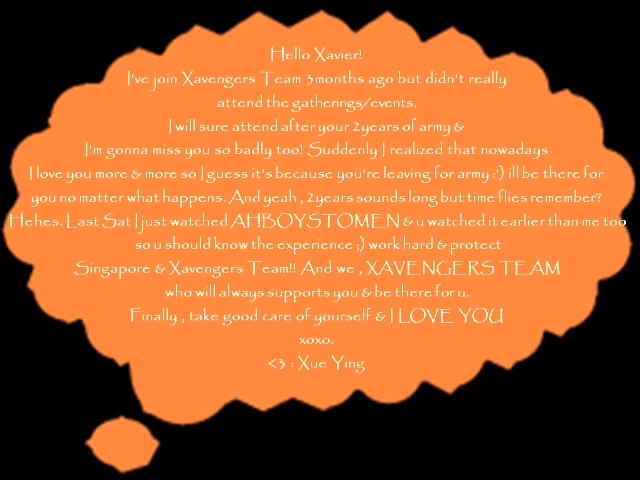 Hello Xavier!
I've join Xavengers Team 3months ago but didn't really
attend the gatherings/events.
I will sure attend after your 2years of army &
I'm gonna miss you so badly too! Suddenly I realized that nowadays
I love you more & more so I guess it's because you're leaving for army :') ill be there for
you no matter what happens. And yeah , 2years sounds long but time flies remember?
Hehes. Last Sat I just watched AHBOYSTOMEN & u watched it earlier than me too
so u should know the experience ;) work hard & protect
Singapore & Xavengers Team!! And we , XAVENGERS TEAM
who will always supports you & be there for u.
Finally , take good care of yourself & I LOVE YOU
xoxo.
<3 : Xue Ying